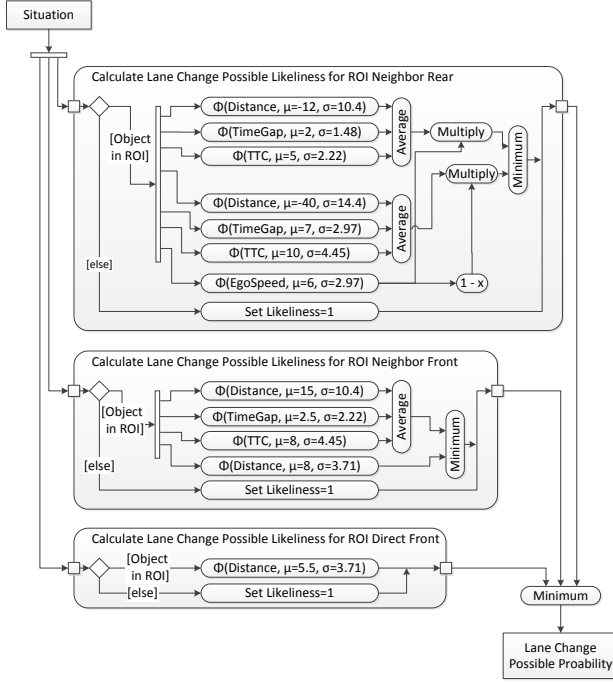 Situation
Calculate Lane Change Possible Likeliness for ROI Neighbor Rear
[Object
in ROI]
[else]
Φ(Distance, μ=-12, σ=10.4)
Φ(TimeGap, μ=2, σ=1.48)
Φ(TTC, μ=5, σ=2.22)
Average
Multiply
Minimum
Multiply
Φ(Distance, μ=-40, σ=14.4)
Φ(TimeGap, μ=7, σ=2.97)
Φ(TTC, μ=10, σ=4.45)
Average
Φ(EgoSpeed, μ=6, σ=2.97)
1 - x
Set Likeliness=1
Calculate Lane Change Possible Likeliness for ROI Neighbor Front
[Object
in ROI]
[else]
Φ(Distance, μ=15, σ=10.4)
Φ(TimeGap, μ=2.5, σ=2.22)
Φ(TTC, μ=8, σ=4.45)
Average
Minimum
Φ(Distance, μ=8, σ=3.71)
Set Likeliness=1
Calculate Lane Change Possible Likeliness for ROI Direct Front
[Object
in ROI]
[else]
Φ(Distance, μ=5.5, σ=3.71)
Set Likeliness=1
Minimum
Lane Change
Possible Proability